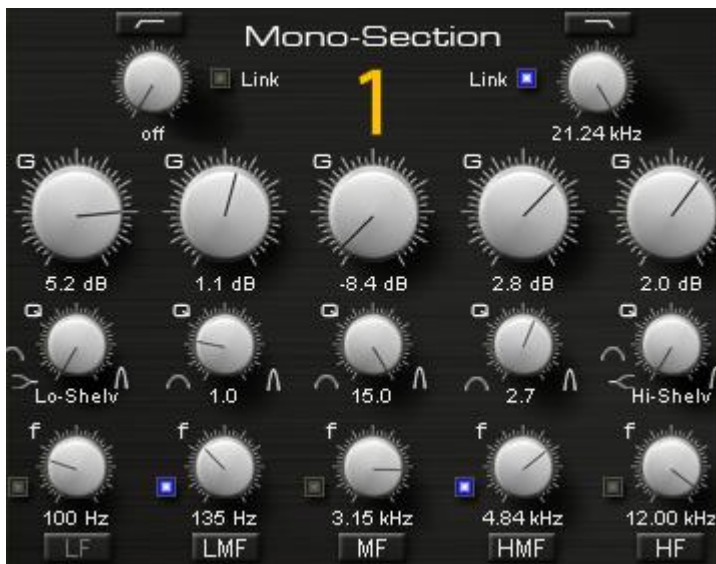 Mono-Section
Link
1
Link
off
21.24 kHz
G G G G G
5.2 dB 1.1 dB -8.4 dB 2.8 dB 2.0 dB
Q Q Q Q Q
Lo-Shelv 1.0 15.0 2.7 Hi-Shelv
f f f f f
100 Hz 135 Hz 3.15 kHz 4.84 kHz 12.00 kHz
LF LMF MF HMF HF